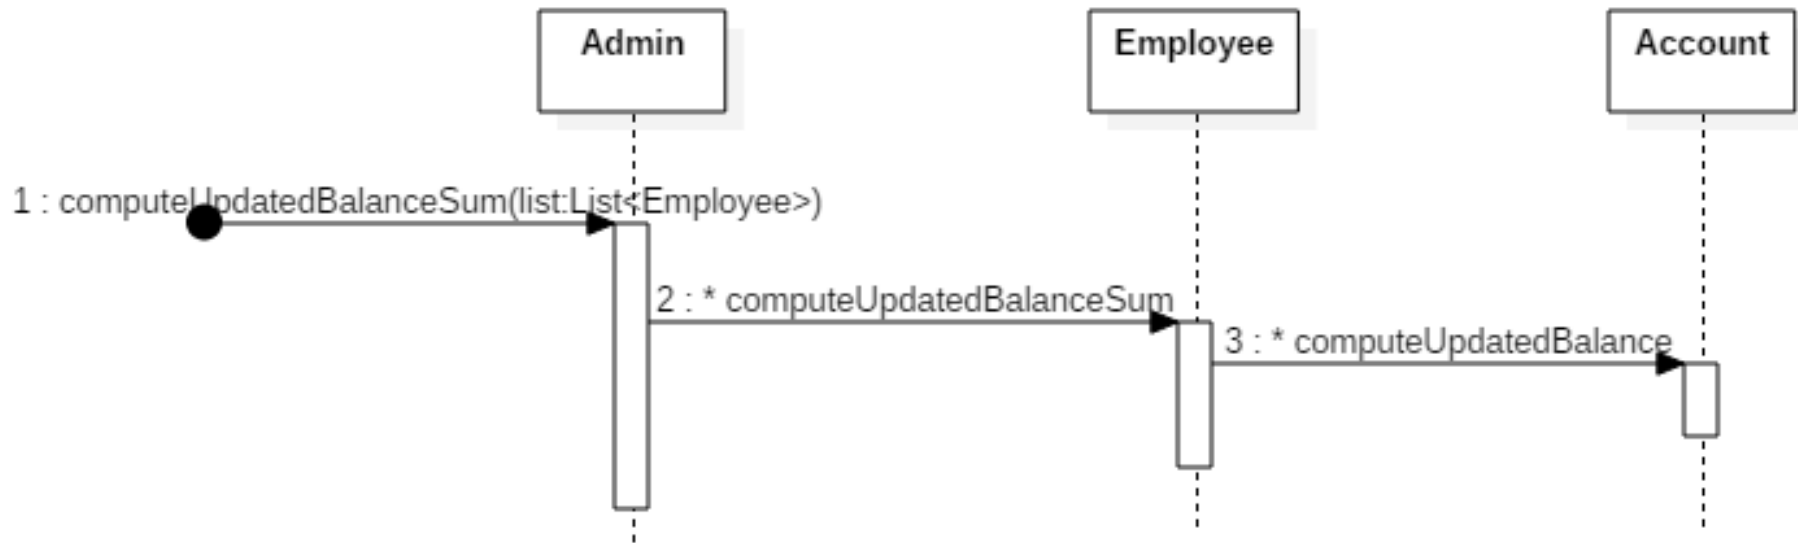 Admin
Employee
Account
1 : computeUpdatedBalanceSum(list:List<Employee>)
2 : * computeUpdatedBalanceSum
3 : * computeUpdatedBalance